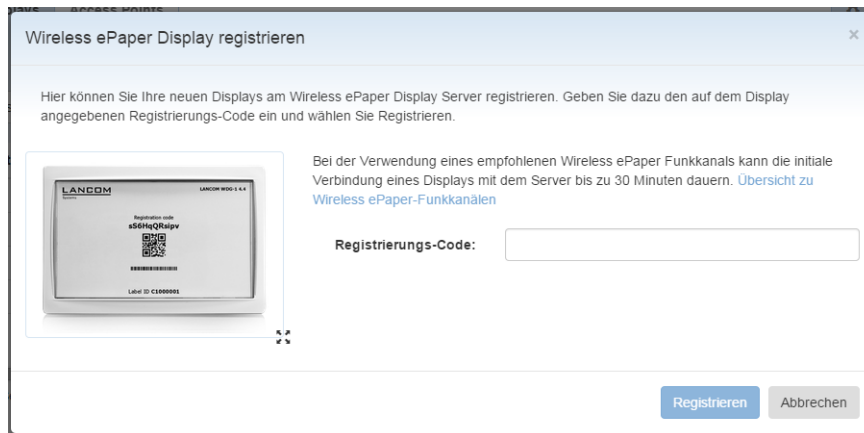 Access Points
Wireless ePaper Display registrieren
×
Hier können Sie Ihre neuen Displays am Wireless ePaper Display Server registrieren. Geben Sie dazu den auf dem Display
angegebenen Registrierungs-Code ein und wählen Sie Registrieren.
LANCOM
Systems
LANCOM WDG-1 4.4
Registration code
sS6HqQRsipv
Label ID C1000001
Bei der Verwendung eines empfohlenen Wireless ePaper Funkkanals kann die initiale
Verbindung eines Displays mit dem Server bis zu 30 Minuten dauern. Übersicht zu
Wireless ePaper-Funkkanälen
Registrierungs-Code:
Registrieren
Abbrechen